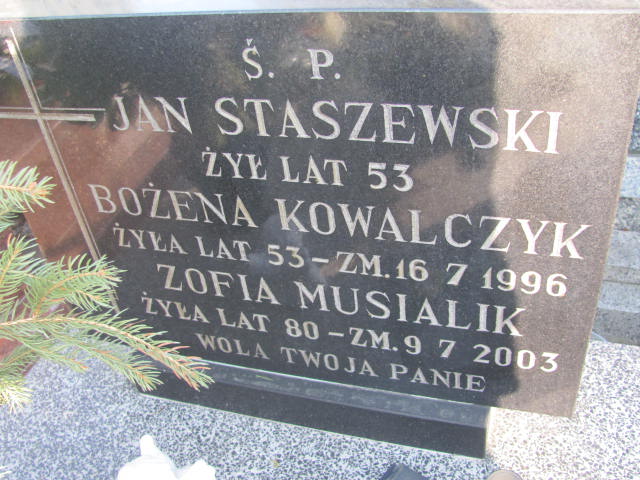 Ś. P.
JAN STASZEWSKI
ŻYŁ LAT 53
BOŻENA KOWALCZYK
ŻYŁA LAT 53 – ZM. 16 7 1996
ZOFIA MUSIALIK
ŻYŁA LAT 80 – ZM. 9 7 2003
WOLA TWOJA PANIE